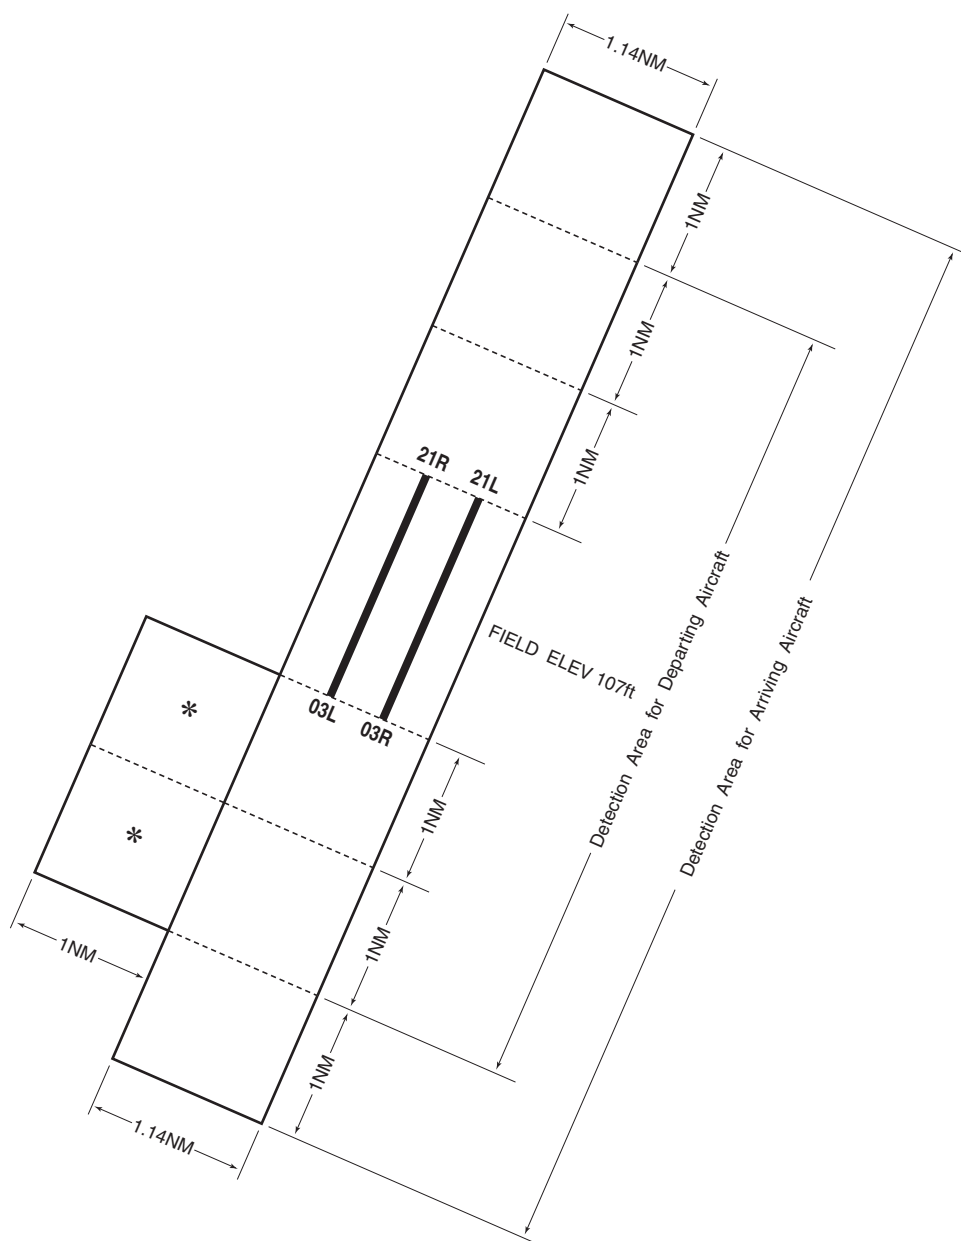 1.14NM
1NM
1NM
1NM
21R
21L
FIELD ELEV 107ft
Detection Area for Departing Aircraft
Detection Area for Arriving Aircraft
*
03L
03R
*
1NM
1NM
1NM
1NM
1.14NM